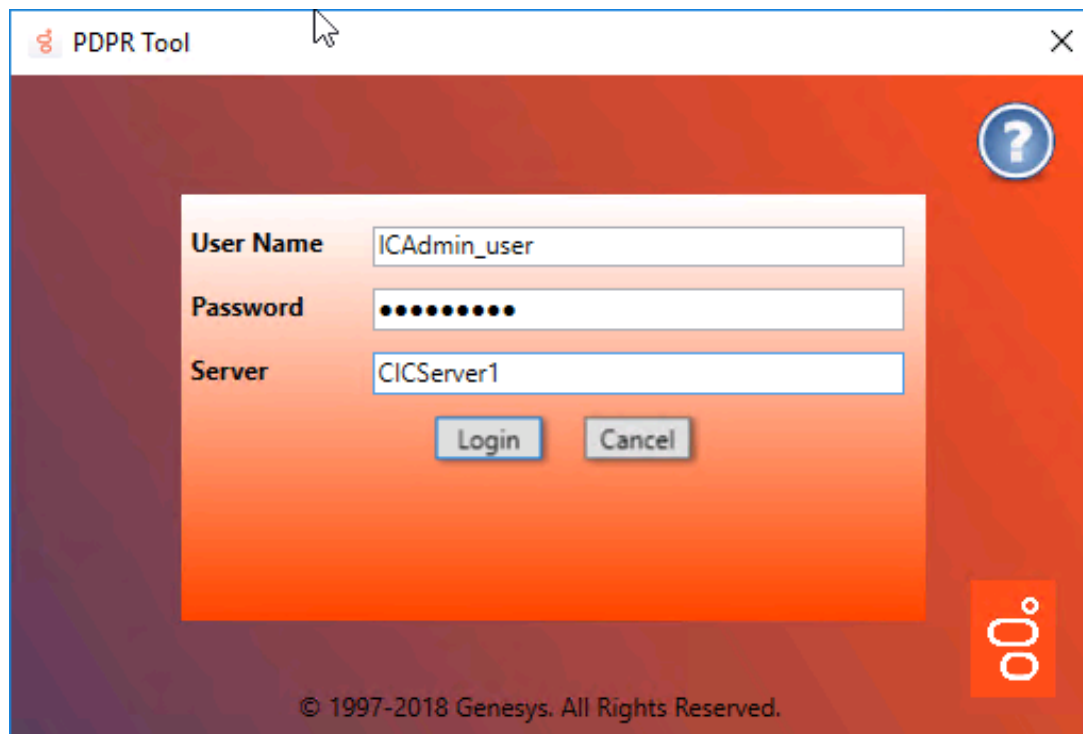 PDPR Tool
?
User Name ICAdmin_user
Password •••••••••
Server CICServer1
Login Cancel
© 1997-2018 Genesys. All Rights Reserved.